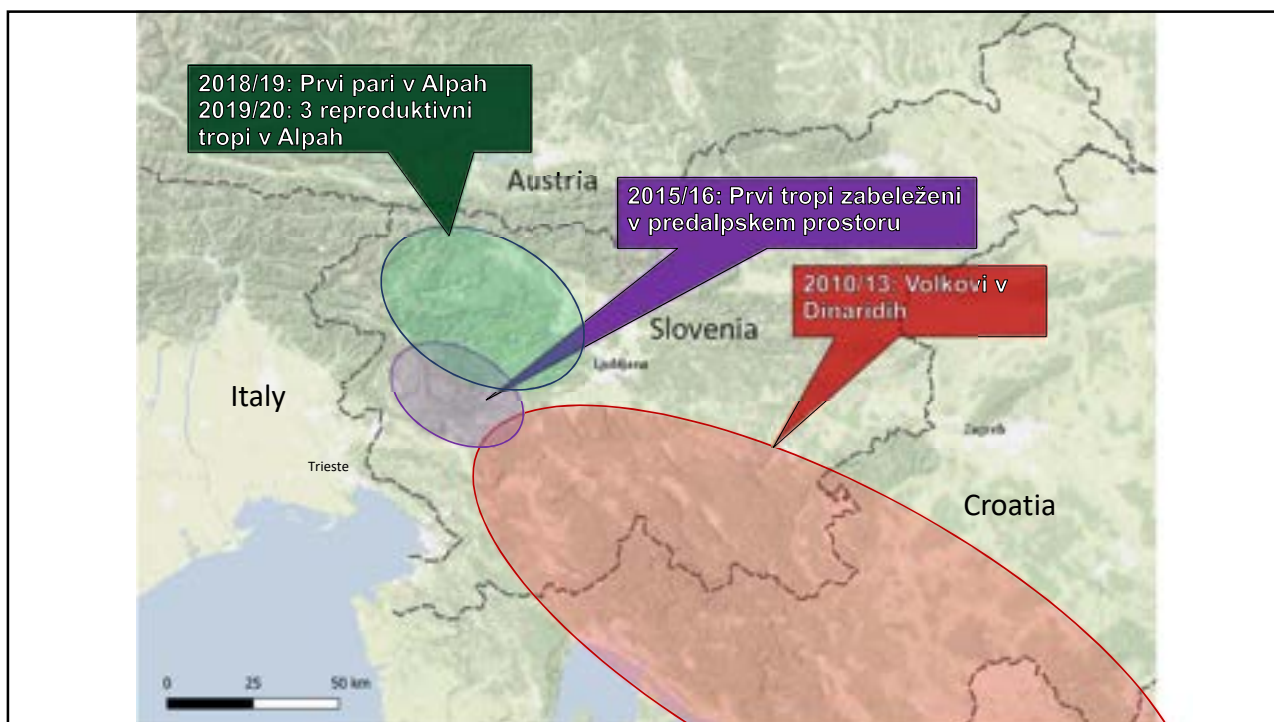 2018/19: Prvi pari v Alpah
2019/20: 3 reproduktivni
tropi v Alpah
Austria
2015/16: Prvi tropi zabeleženi
v predalpskem prostoru
2010/13: Volkovi v
Dinaridih
Slovenia
Ljubljana
Italy
Zagreb
Trieste
Croatia
0 25 50 km